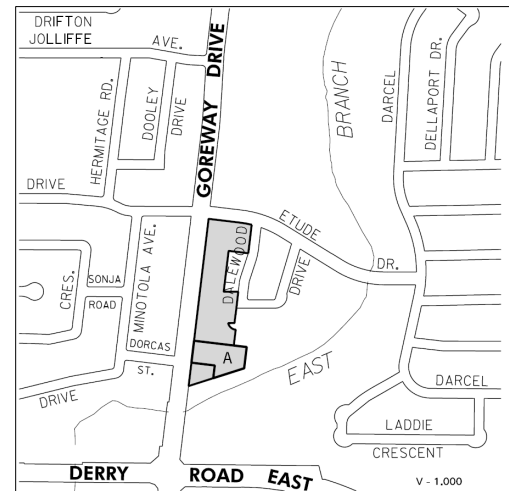 DRIFTON
JOLLIFFE
AVE.
GOREWAY DRIVE
HERMITAGE RD.
DOOLEY
DRIVE
BRANCH
DARCEL
DELLAPORT DR.
DRIVE
ETUDE
DR.
DALEWOOD
DRIVE
MINOTOLA AVE.
CRES.
SONJA
ROAD
DORCAS
ST.
A
EAST
DRIVE
DARCEL
LADDIE
CRESCENT
DERRY ROAD EAST
V - 1,000